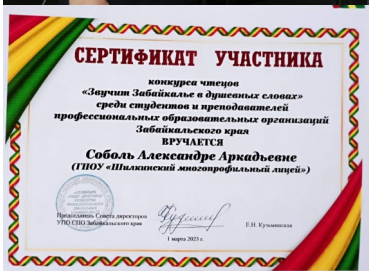 СЕРТИФИКАТ УЧАСТНИКА
конкурса чтецов
«Звучит Забайкалье в душевных словах»
среди студентов и преподавателей
профессиональных образовательных организаций
Забайкальского края
ВРУЧАЕТСЯ
Соболь Александре Аркадьевне
(ГПОУ «Шилкинский многопрофильный лицей»)
Председатель Совета директоров
УПО СПО Забайкальского края
Е.Н. Кузьминская
1 марта 2023 г.